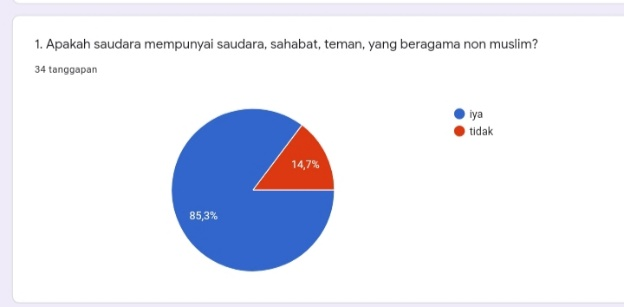 1. Apakah saudara mempunyai saudara, sahabat, teman, yang beragama non muslim?
34 tanggapan
iya
tidak
14,7%
85,3%